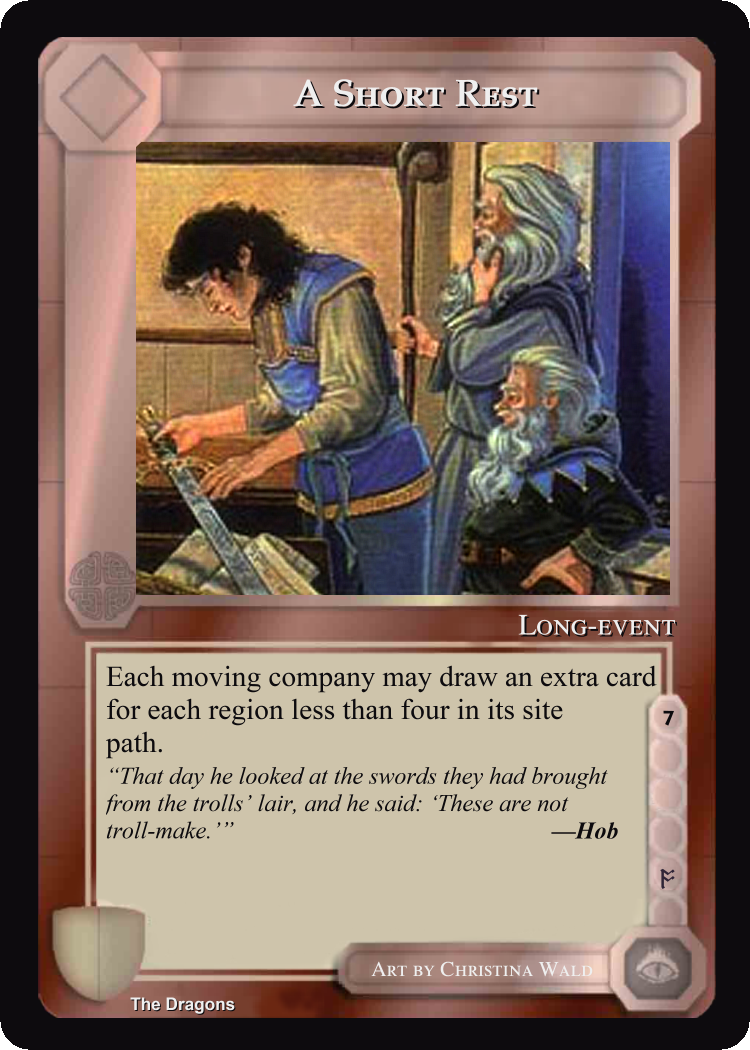 A Short Rest
Long-event
Each moving company may draw an extra card
for each region less than four in its site
path.
“That day he looked at the swords they had brought
from the trolls’ lair, and he said: ‘These are not
troll-make.’”
—Hob
7
ᚩ
Art by Christina Wald
The Dragons